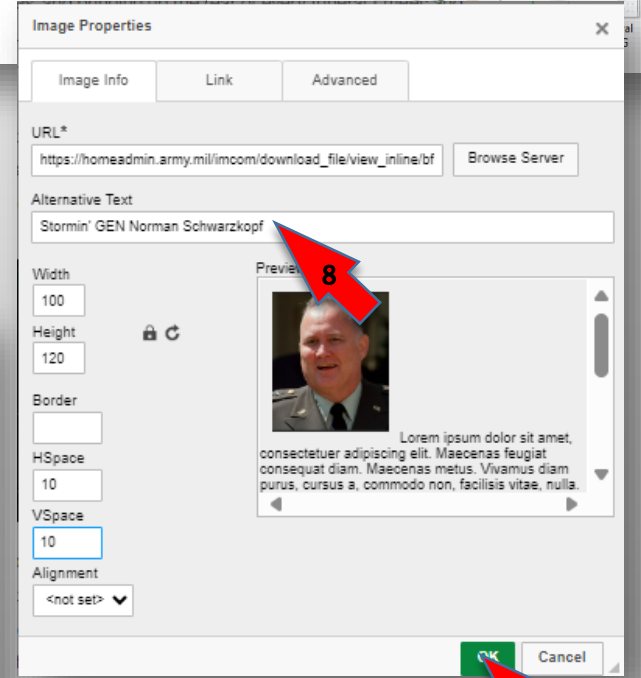 Image Properties
Image Info Link Advanced
URL*
https://homeadmin.army.mil/imcom/download_file/view_inline/bf Browse Server
Alternative Text
Stormin' GEN Norman Schwarzkopf
8
Width
100
Height
120
Border
HSpace
10
VSpace
10
Alignment
<not set>
Lorem ipsum dolor sit amet,
consectetuer adipiscing elit. Maecenas feugiat
consequat diam. Maecenas metus. Vivamus diam
purus, cursus a, commodo non, facilisis vitae, nulla.
OK Cancel